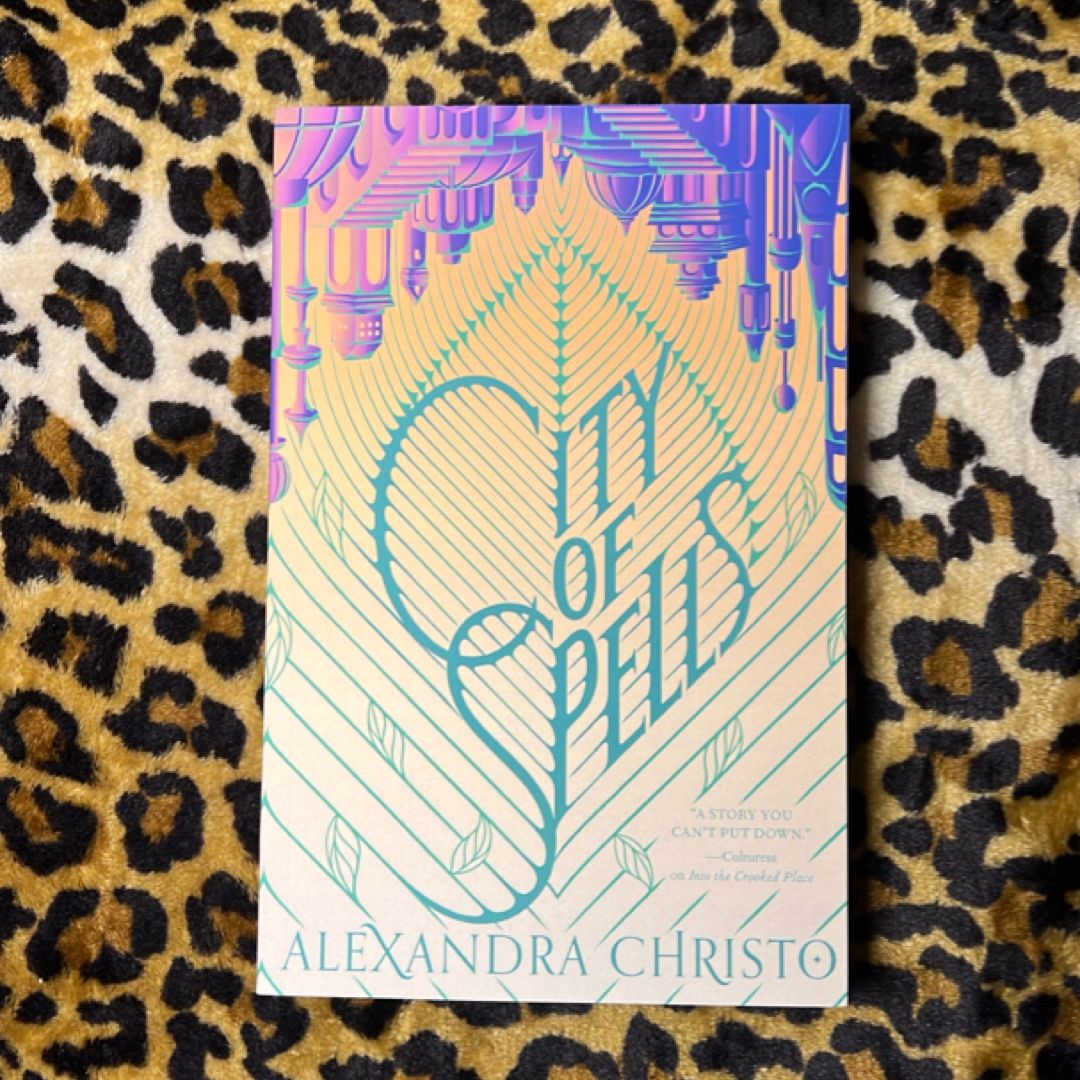 CITY
OF
SPELLS
"A STORY YOU
CAN'T PUT DOWN."
—Culturess
on Into the Crooked Place
ALEXANDRA CHRISTO